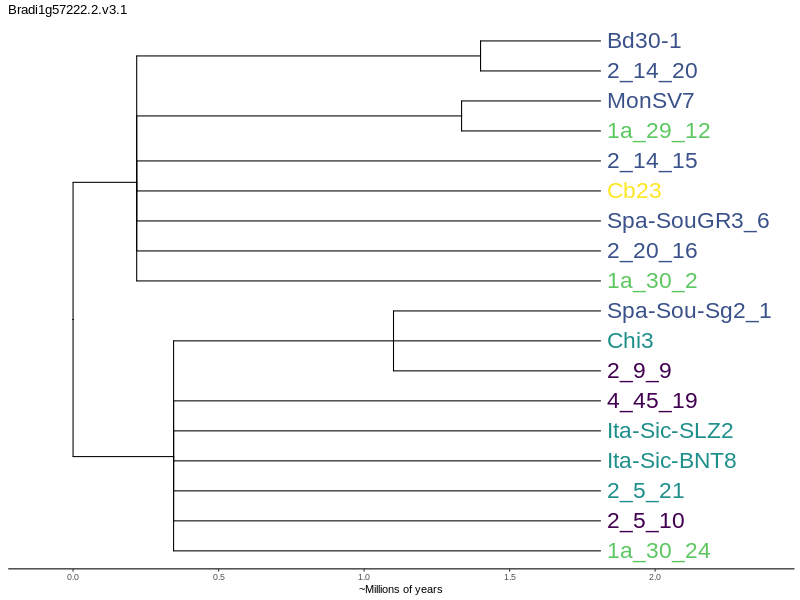 Bradi1g57222.2.v3.1
Bd30-1
2_14_20
MonSV7
1a_29_12
2_14_15
Cb23
Spa-SouGR3_6
2_20_16
1a_30_2
Spa-Sou-Sg2_1
Chi3
2_9_9
4_45_19
Ita-Sic-SLZ2
Ita-Sic-BNT8
2_5_21
2_5_10
1a_30_24
0.0 0.5 1.0 1.5 2.0
~Millions of years